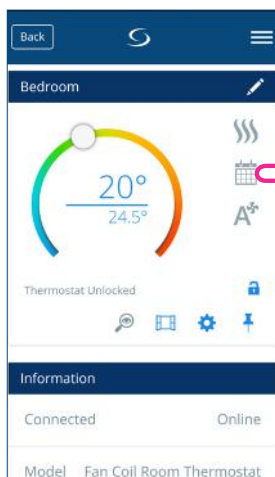 Back
Bedroom
20°
24.5°
A
Thermostat Unlocked
Information
Connected Online
Model Fan Coil Room Thermostat